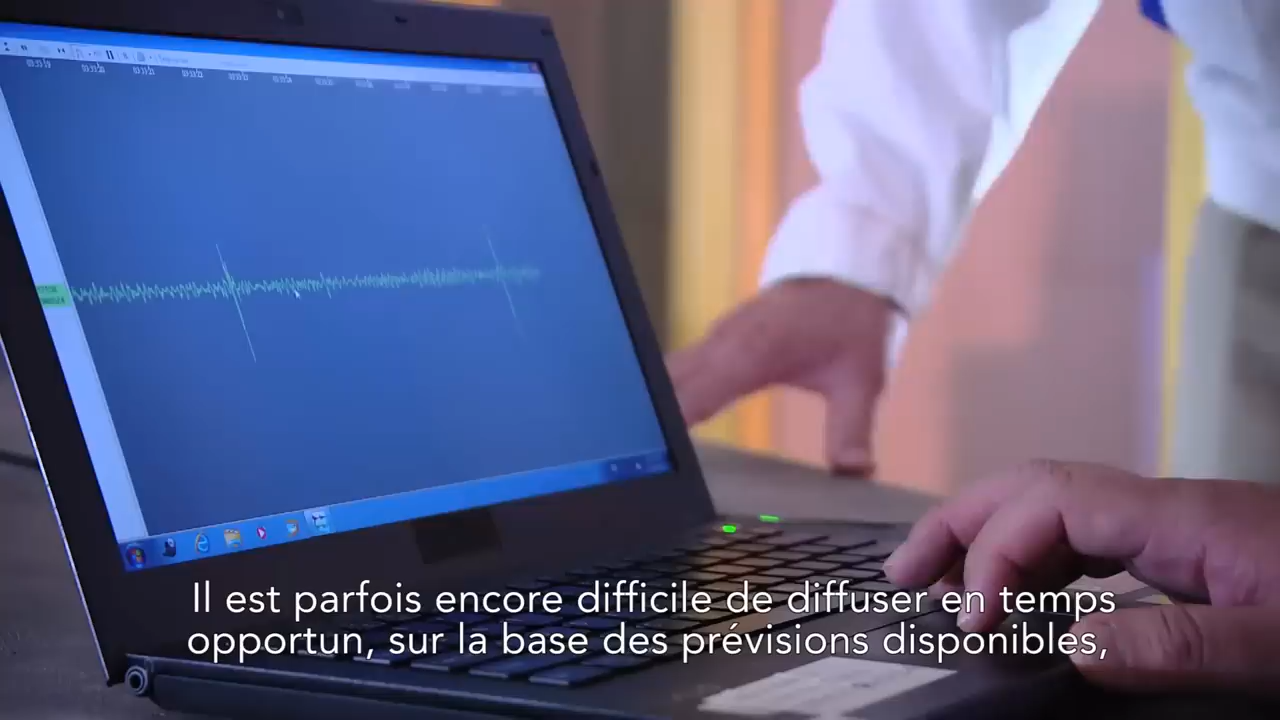 Il est parfois encore difficile de diffuser en temps
opportun, sur la base des prévisions disponibles,